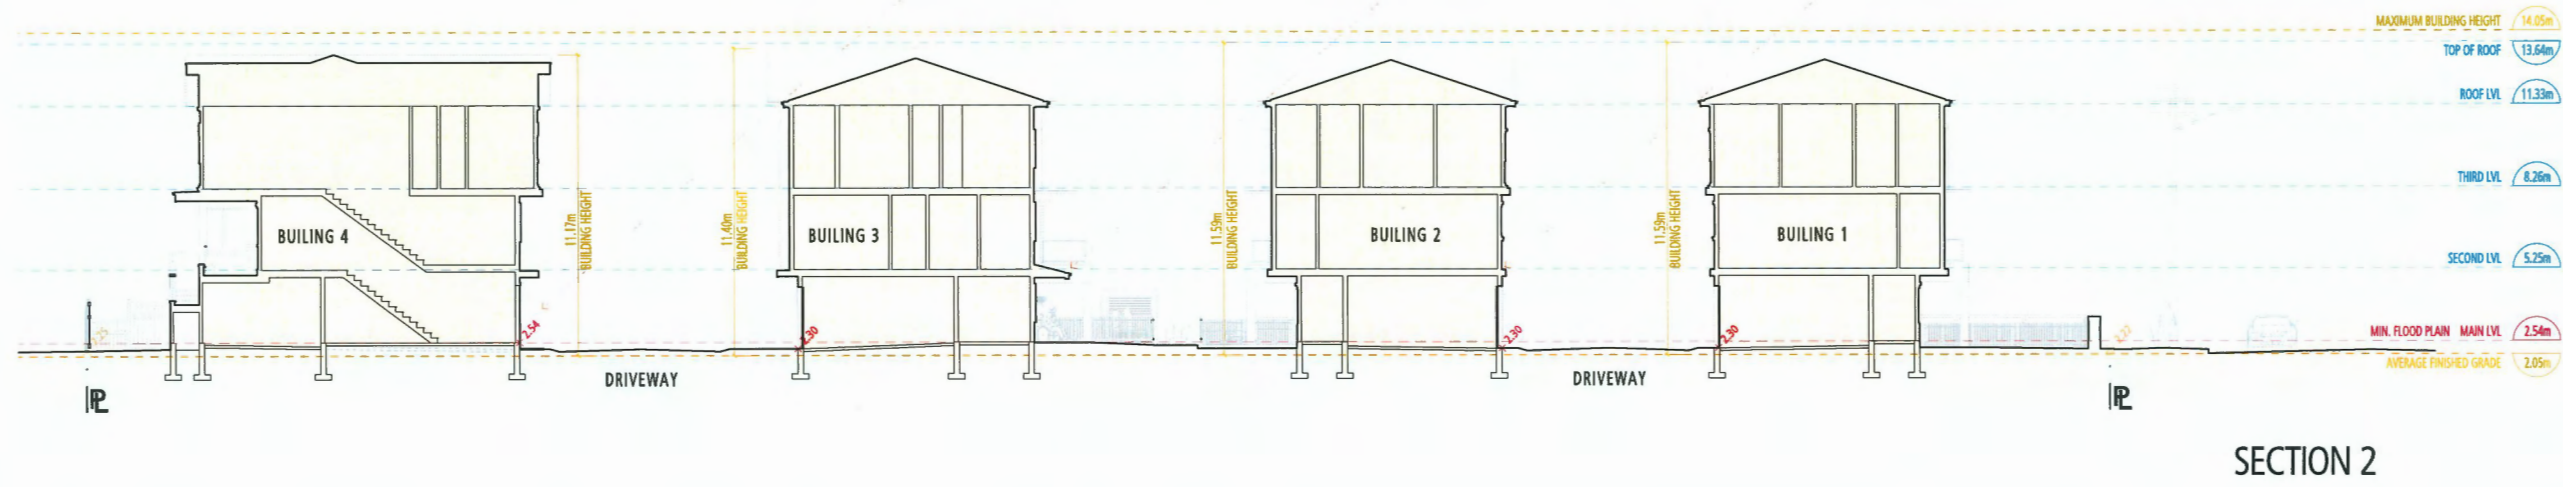 MAXIMUM BUILDING HEIGHT 14.05m
TOP OF ROOF 13.64m
ROOF LVL 11.33m
THIRD LVL 8.26m
SECOND LVL 5.25m
MIN. FLOOD PLAIN MAIN LVL 2.54m
AVERAGE FINISHED GRADE 2.05m
11.17m
BUILDING HEIGHT
11.40m
BUILDING HEIGHT
11.59m
BUILDING HEIGHT
11.59m
BUILDING HEIGHT
BUILING 4
BUILING 3
BUILING 2
BUILING 1
2.54
2.30
2.30
2.30
2.22
DRIVEWAY
DRIVEWAY
PL
PL
SECTION 2